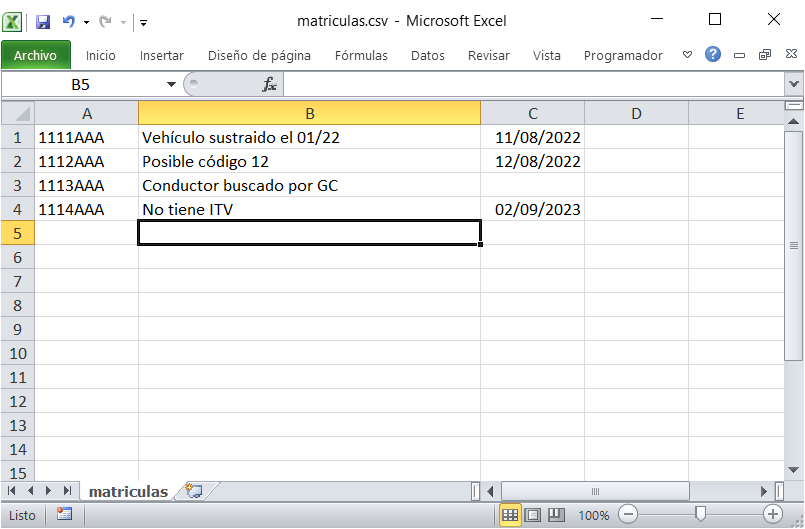 matriculas.csv - Microsoft Excel
Archivo Inicio Insertar Diseño de página Fórmulas Datos Revisar Vista Programador
B5 fx
A B C D E
1 1111AAA Vehículo sustraido el 01/22 11/08/2022
2 1112AAA Posible código 12 12/08/2022
3 1113AAA Conductor buscado por GC
4 1114AAA No tiene ITV 02/09/2023
5
6
7
8
9
10
11
12
13
14
15
matriculas
Listo 100%